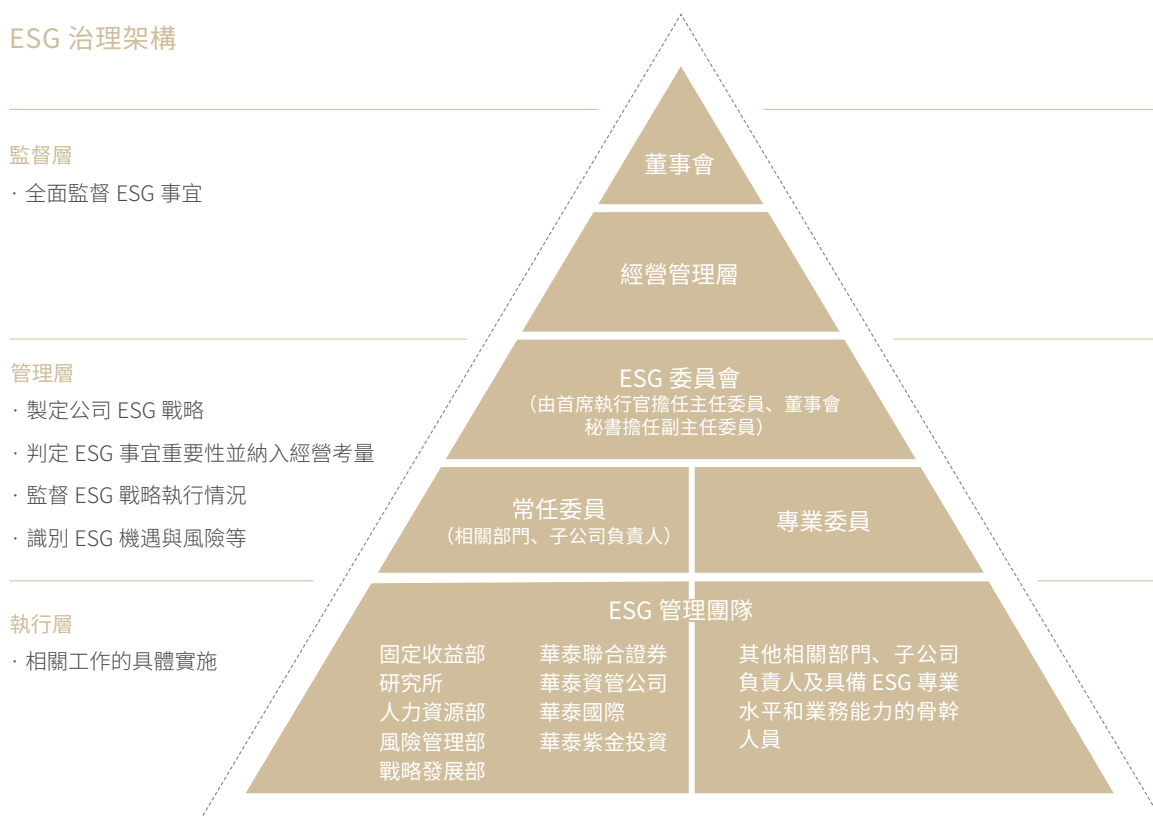 ESG 治理架構
監督層
· 全面監督 ESG 事宜
董事會
經營管理層
管理層
· 製定公司 ESG 戰略
· 判定 ESG 事宜重要性並納入經營考量
· 監督 ESG 戰略執行情況
· 識別 ESG 機遇與風險等
ESG 委員會
（由首席執行官擔任主任委員、董事會
秘書擔任副主任委員）
常任委員
（相關部門、子公司負責人）
專業委員
執行層
· 相關工作的具體實施
ESG 管理團隊
固定收益部
研究所
人力資源部
風險管理部
戰略發展部
華泰聯合證券
華泰資管公司
華泰國際
華泰紫金投資
其他相關部門、子公司
負責人及具備 ESG 專業
水平和業務能力的骨幹
人員